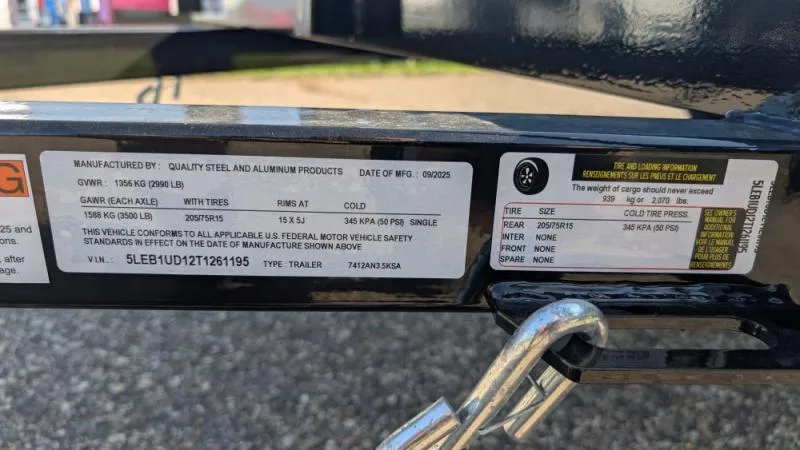 G
25 and
ons.
after,
age.
MANUFACTURED BY : QUALITY STEEL AND ALUMINUM PRODUCTS DATE OF MFG. : 09/2025
GVWR : 1356 KG (2990 LB)
GAWR (EACH AXLE) WITH TIRES RIMS AT COLD
1588 KG (3500 LB) 205/75R15 15 X 5J 345 KPA (50 PSI) SINGLE
THIS VEHICLE CONFORMS TO ALL APPLICABLE U.S. FEDERAL MOTOR VEHICLE SAFETY
STANDARDS IN EFFECT ON THE DATE OF MANUFACTURE SHOWN ABOVE
V.I.N.. : 5LEB1UD12T1261195 TYPE : TRAILER 7412AN3.5KSA
TIRE AND LOADING INFORMATION
RENSEIGNEMENTS SUR LES PNEUS ET LE CHARGEMENT
The weight of cargo should never exceed
939 kg or 2,070 lbs.
TIRE SIZE COLD TIRE PRESS.
REAR 205/75R15 345 KPA (50 PSI)
INTER NONE
FRONT NONE
SPARE NONE
SEE OWNER'S
MANUAL FOR
ADDITIONAL
INFORMATION
VOIR LE MANUEL
DE L'USAGER
POUR PLUS DE
RENSEIGNEMENTS
5LEB1UD12T1261195